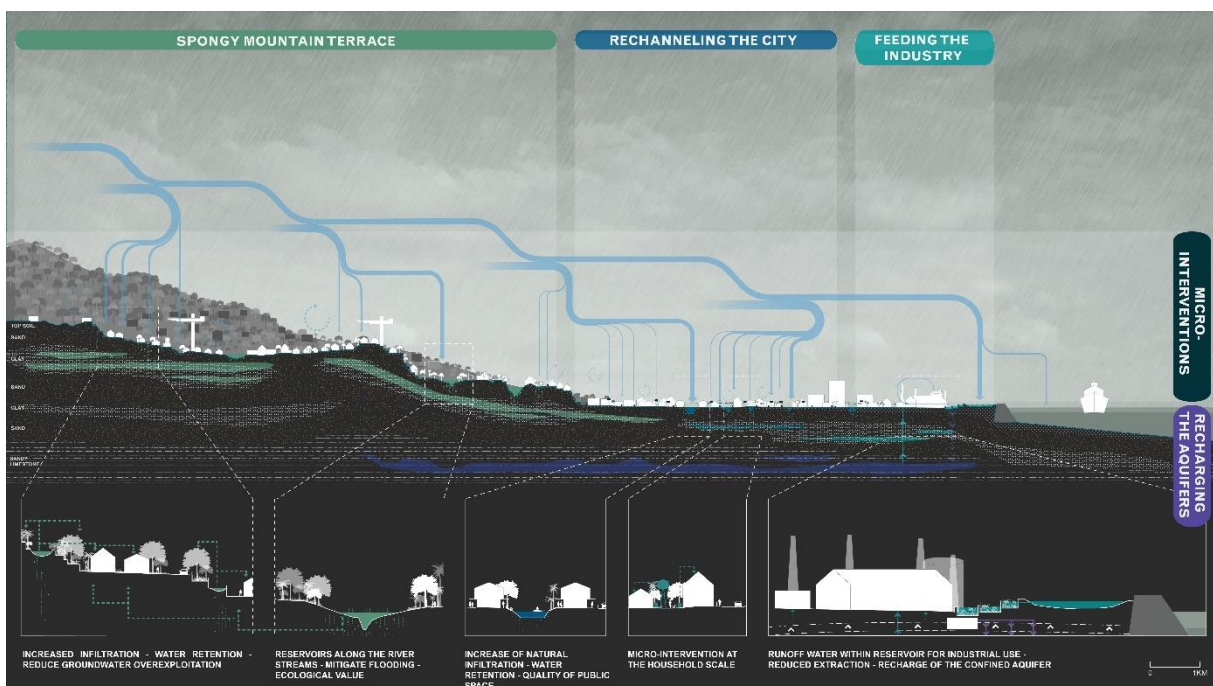 SPONGY MOUNTAIN TERRACE
RECHANNELING THE CITY
FEEDING THE
INDUSTRY
MICRO-
INTERVENTIONS
RECHARGING
THE AQUIFERS
TOP SOIL
SAND
CLAY
SAND
CLAY
SAND
SANDY
LIMESTONE
INCREASED INFILTRATION - WATER RETENTION -
REDUCE GROUNDWATER OVEREXPLOITATION
RESERVOIRS ALONG THE RIVER
STREAMS - MITIGATE FLOODING -
ECOLOGICAL VALUE
INCREASE OF NATURAL
INFILTRATION - WATER
RETENTION - QUALITY OF PUBLIC
SPACE
MICRO-INTERVENTION AT
THE HOUSEHOLD SCALE
RUNOFF WATER WITHIN RESERVOIR FOR INDUSTRIAL USE -
REDUCED EXTRACTION - RECHARGE OF THE CONFINED AQUIFER
0 1KM